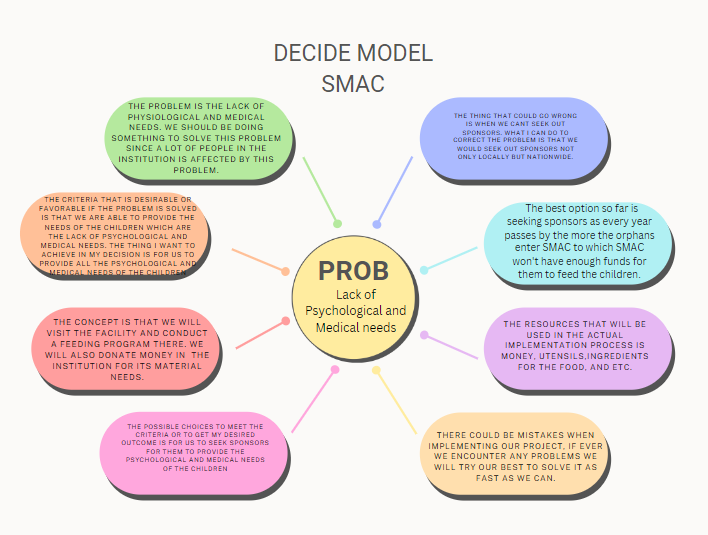 DECIDE MODEL
SMAC
THE PROBLEM IS THE LACK OF
PHYSIOLOGICAL AND MEDICAL
NEEDS. WE SHOULD BE DOING
SOMETHING TO SOLVE THIS PROBLEM
SINCE A LOT OF PEOPLE IN THE
INSTITUTION IS AFFECTED BY THIS
PROBLEM.
THE CRITERIA THAT IS DESIRABLE OR
FAVORABLE IF THE PROBLEM IS SOLVED
IS THAT WE ARE ABLE TO PROVIDE THE
NEEDS OF THE CHILDREN WHICH ARE
THE LACK OF PSYCHOLOGICAL AND
MEDICAL NEEDS. THE THING I WANT TO
ACHIEVE IN MY DECISION IS FOR US TO
PROVIDE ALL THE PSYCHOLOGICAL AND
MEDICAL NEEDS OF THE CHILDREN
THE CONCEPT IS THAT WE WILL
VISIT THE FACILITY AND CONDUCT
A FEEDING PROGRAM THERE. WE
WILL ALSO DONATE MONEY IN THE
INSTITUTION FOR ITS MATERIAL
NEEDS.
THE POSSIBLE CHOICES TO MEET THE
CRITERIA OR TO GET MY DESIRED
OUTCOME IS FOR US TO SEEK SPONSORS
FOR THEM TO PROVIDE THE
PSYCHOLOGICAL AND MEDICAL NEEDS
OF THE CHILDREN
PROB
Lack of
Psychological and
Medical needs
THE THING THAT COULD GO WRONG
IS WHEN WE CANT SEEK OUT
SPONSORS. WHAT I CAN DO TO
CORRECT THE PROBLEM IS THAT WE
WOULD SEEK OUT SPONSORS NOT
ONLY LOCALLY BUT NATIONWIDE.
The best option so far is
seeking sponsors as every year
passes by the more the orphans
enter SMAC to which SMAC
won't have enough funds for
them to feed the children.
THE RESOURCES THAT WILL BE
USED IN THE ACTUAL
IMPLEMENTATION PROCESS IS
MONEY, UTENSILS,INGREDIENTS
FOR THE FOOD, AND ETC.
THERE COULD BE MISTAKES WHEN
IMPLEMENTING OUR PROJECT, IF EVER
WE ENCOUNTER ANY PROBLEMS WE
WILL TRY OUR BEST TO SOLVE IT AS
FAST AS WE CAN.